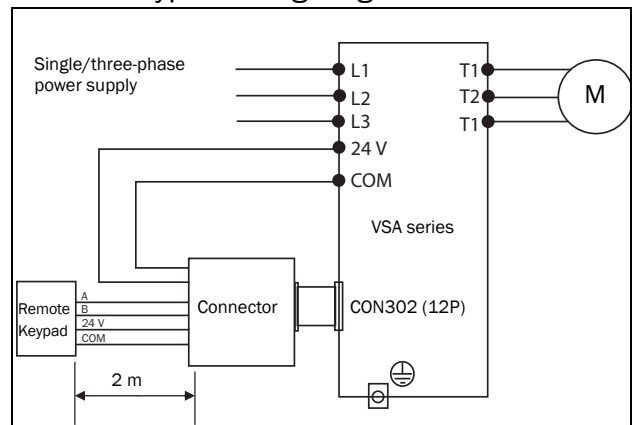 Single/three-phase
power supply
L1
L2
L3
24 V
COM
T1
T2
T1
M
VSA series
Remote
Keypad
A
B
24 V
COM
Connector
CON302 (12P)
2 m